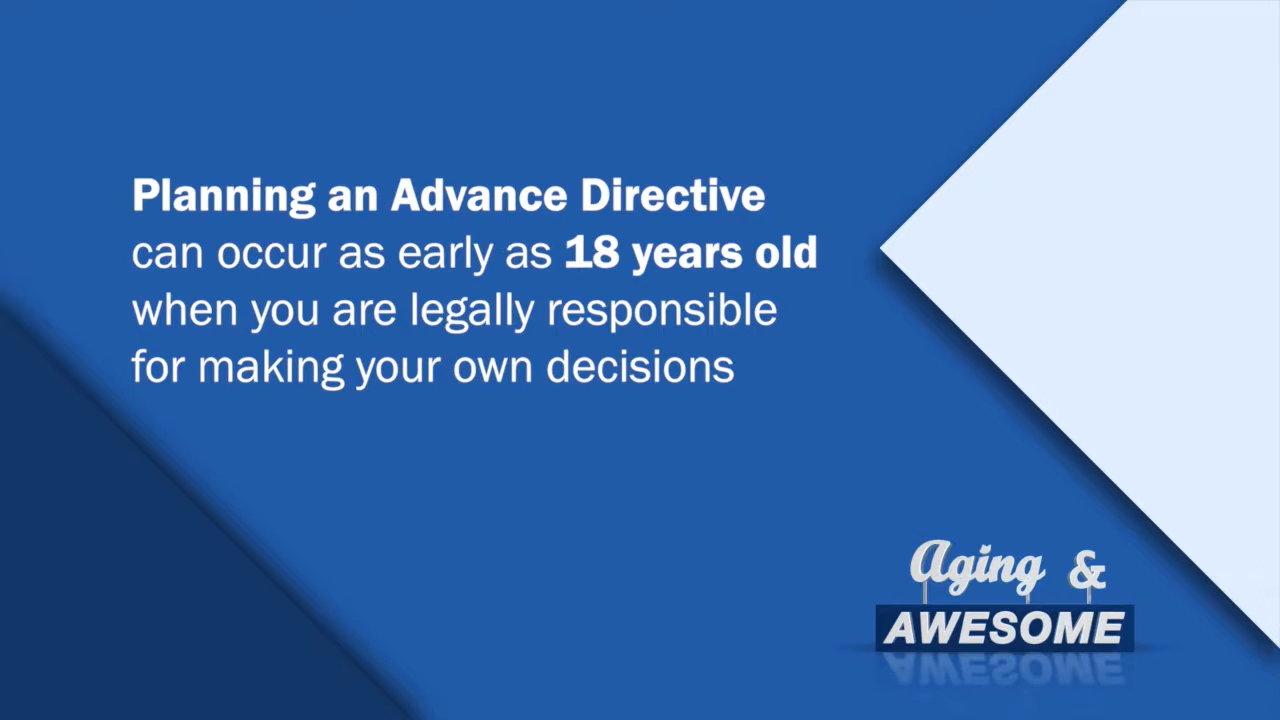 Planning an Advance Directive
can occur as early as 18 years old
when you are legally responsible
for making your own decisions
Aging &
AWESOME